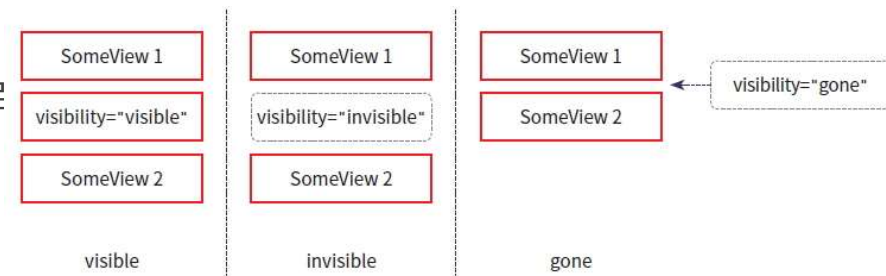 SomeView 1
visibility="visible"
SomeView 2
visible
SomeView 1
visibility="invisible"
SomeView 2
invisible
SomeView 1
SomeView 2
visibility="gone"
gone